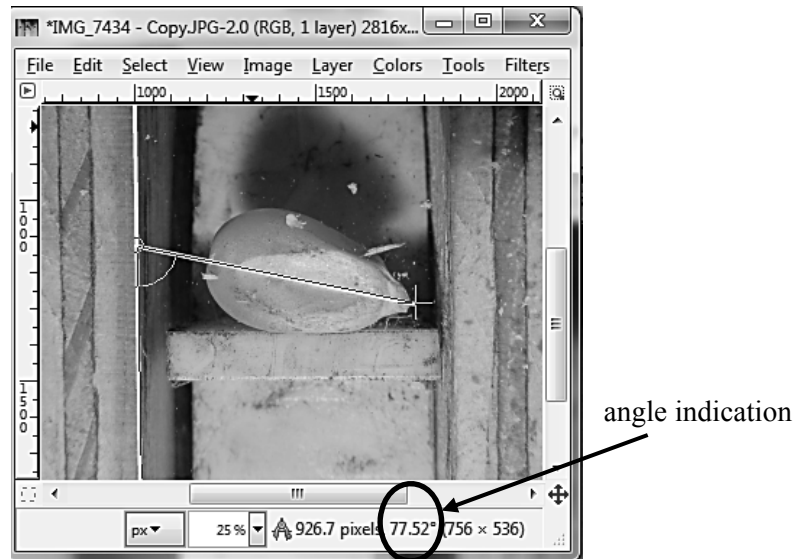 *IMG_7434 - Copy.JPG-2.0 (RGB, 1 layer) 2816x...
File Edit Select View Image Layer Colors Tools Filters
1000 1500 2000
1000
1500
angle indication
px 25 % 926.7 pixels 77.52° (756 × 536)